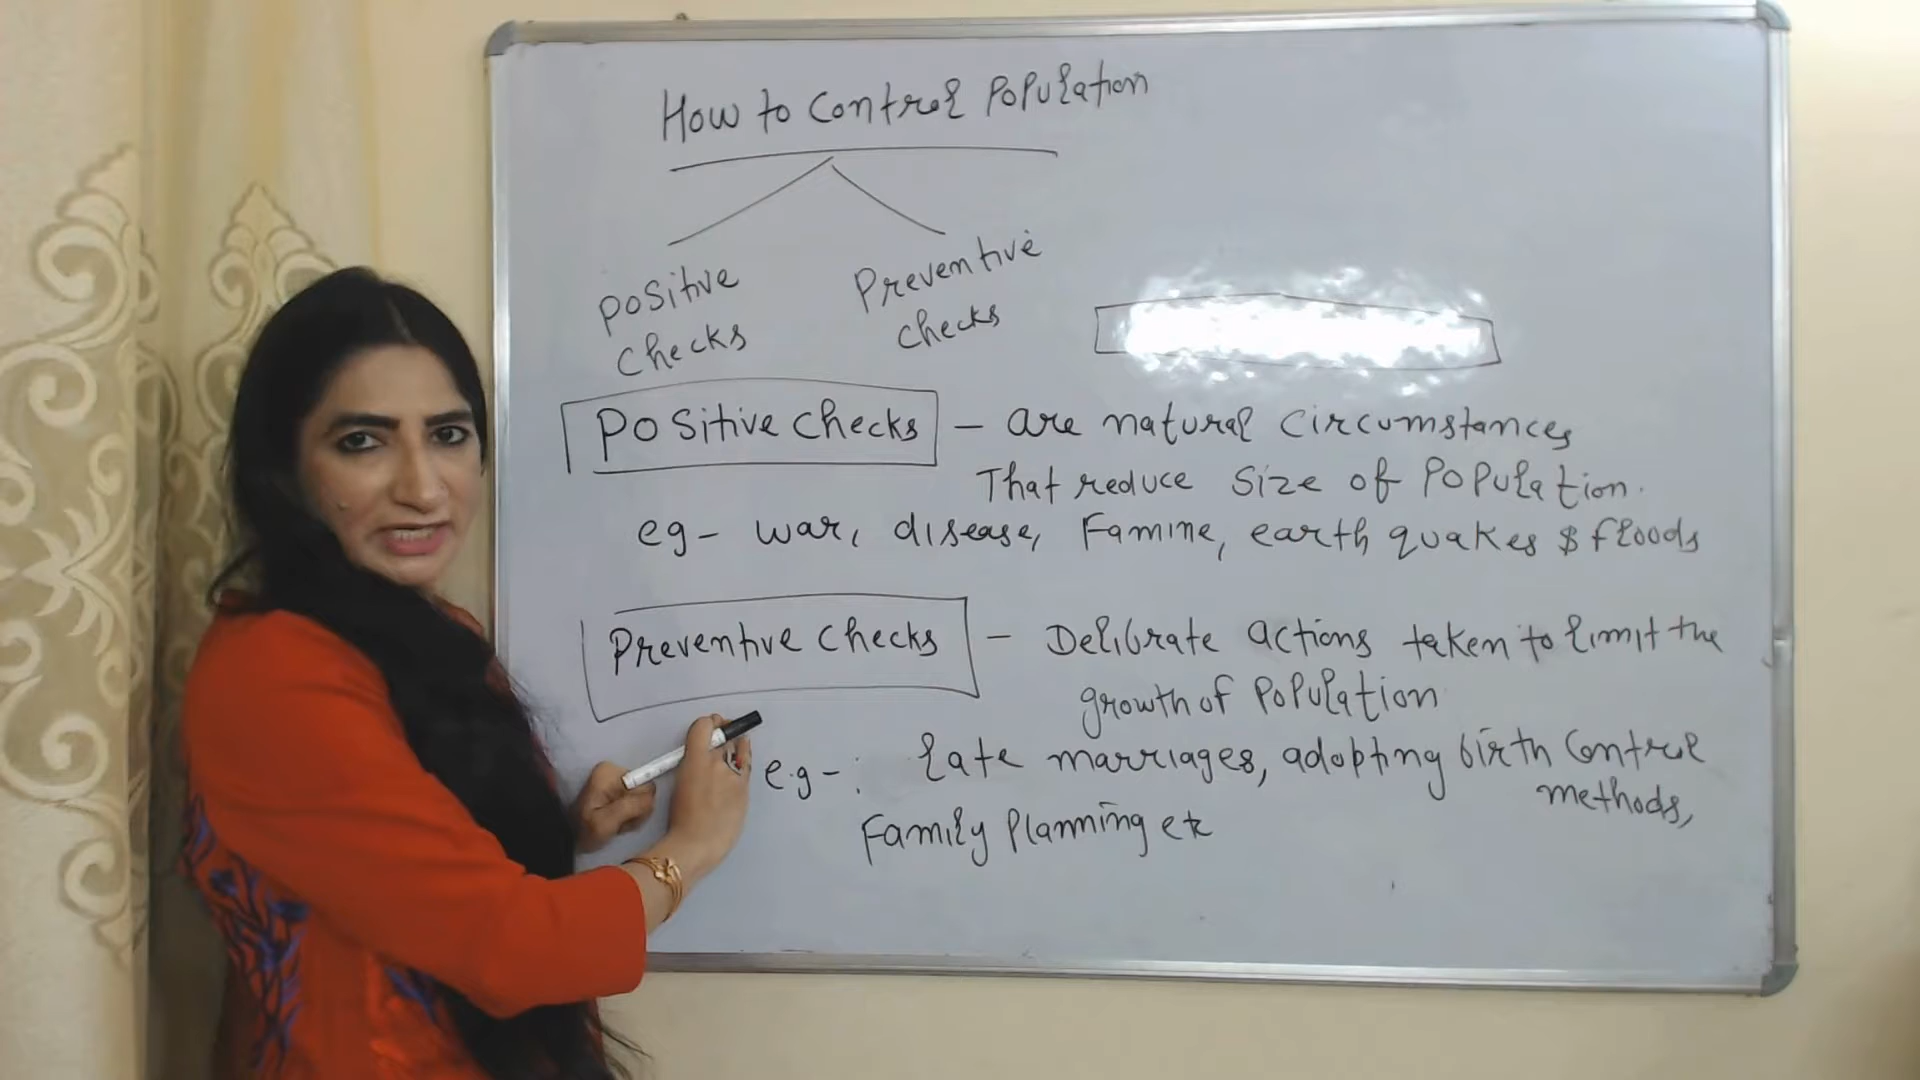 How to Control Population
Positive Checks
Preventive Checks
Positive Checks - are natural circumstances
That reduce size of Population.
eg- war, disease, Famine, earth quakes $ floods
Preventive Checks - Delibrate actions taken to limit the
growth of Population
e.g-: late marriages, adopting birth Control
methods,
Family Planning etc